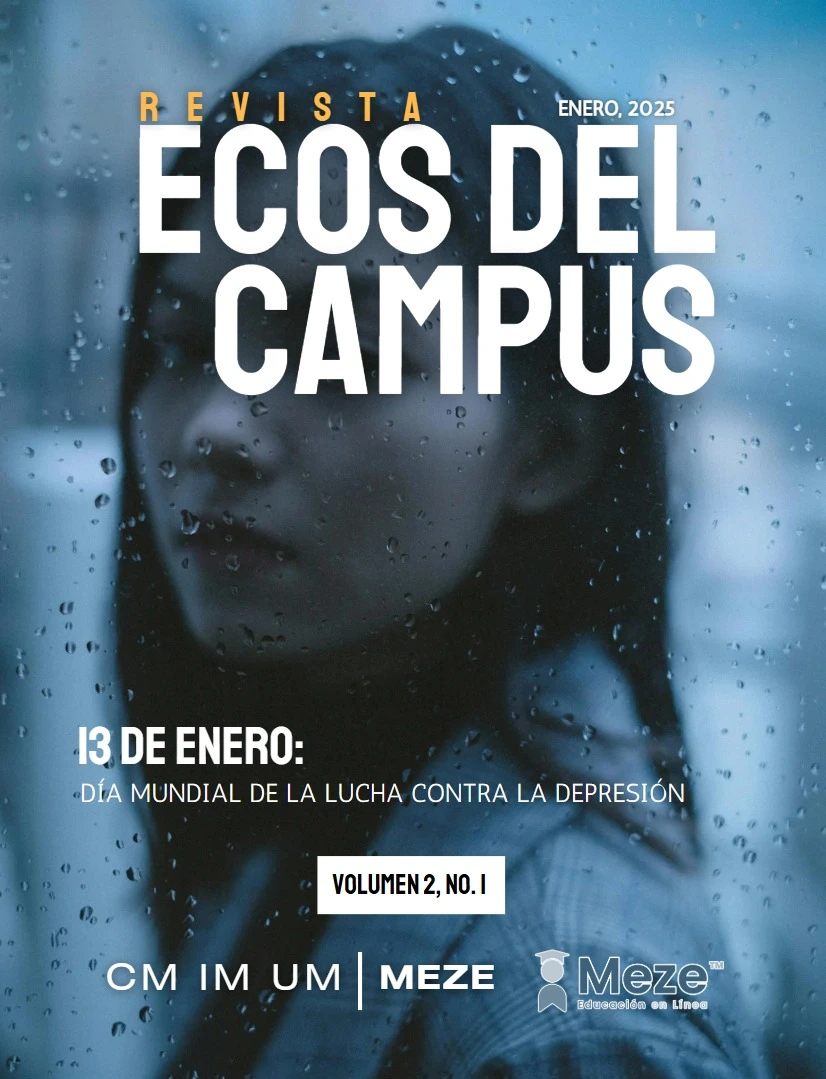 REVISTA
ENERO, 2025
ECOS DEL
CAMPUS
13 DE ENERO:
DÍA MUNDIAL DE LA LUCHA CONTRA LA DEPRESIÓN
VOLUMEN 2, NO. 1
CM IM UM | MEZE
Meze™
Educación en Línea